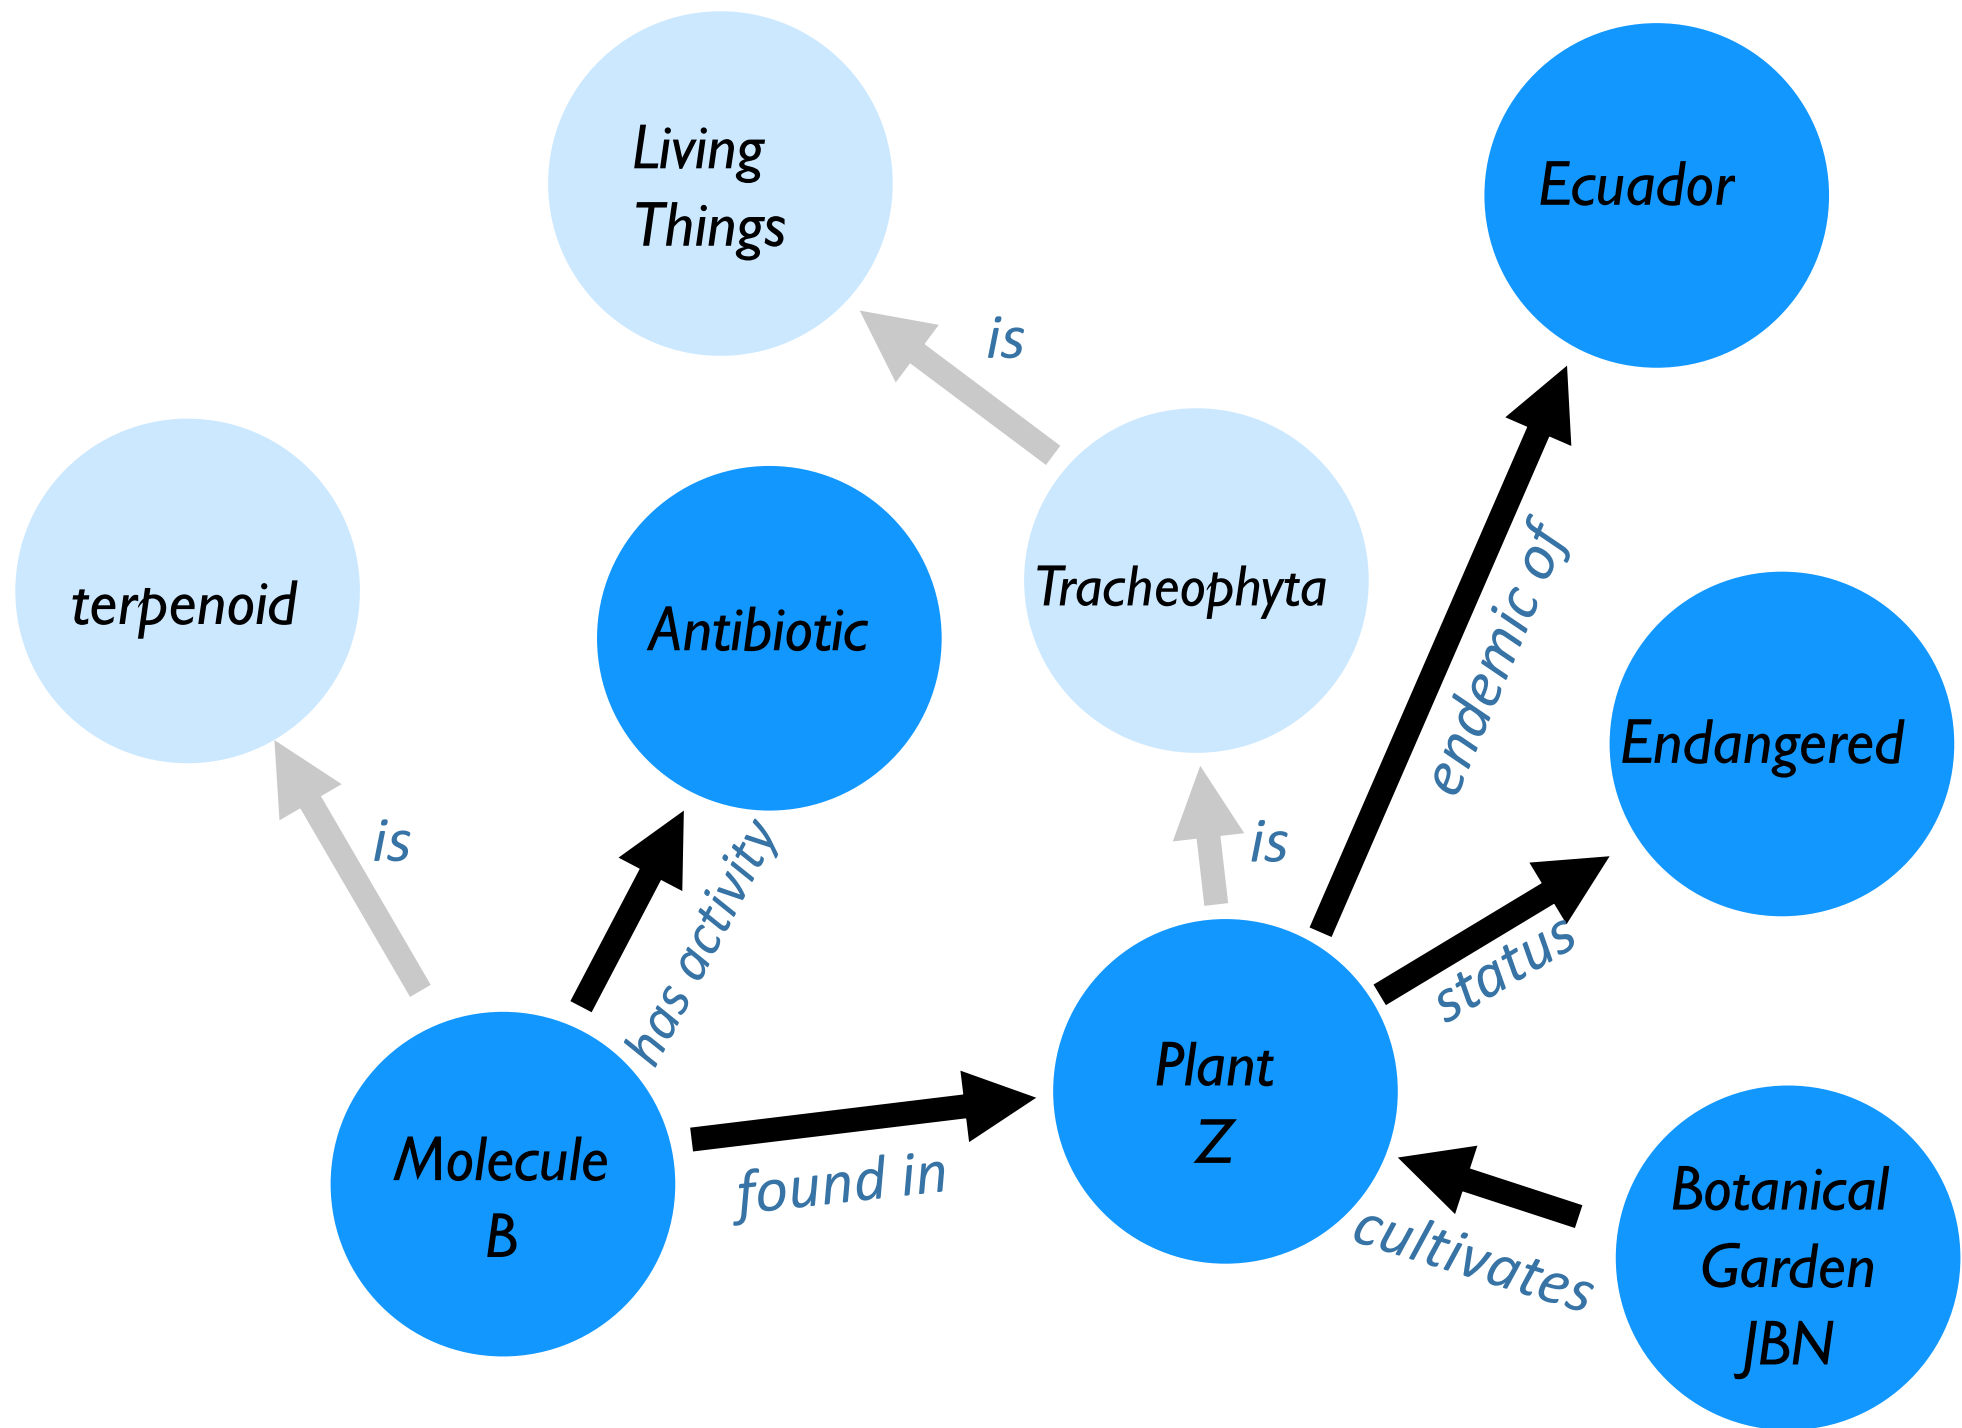 Living
Things
Ecuador
is
terpenoid
Antibiotic
Tracheophyta
endemic of
Endangered
is
has activity
is
status
Plant
Z
Molecule
B
found in
cultivates
Botanical
Garden
JBN